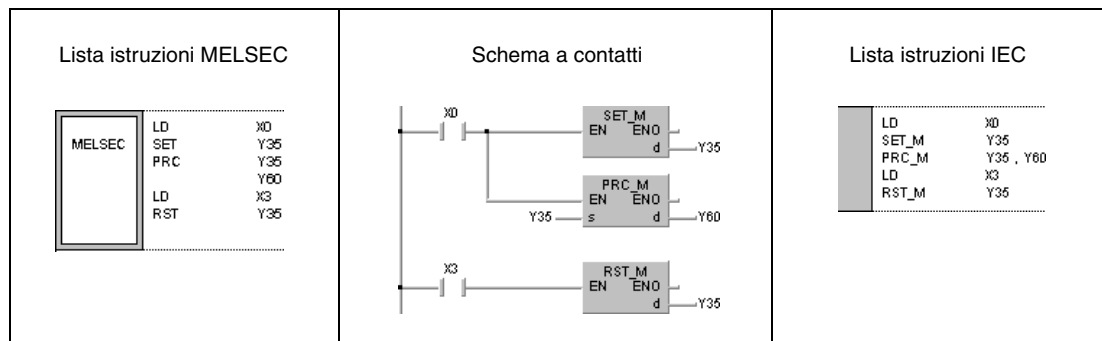 Lista istruzioni MELSEC
MELSEC
LD X0
SET Y35
PRC Y35
Y60
LD X3
RST Y35
Schema a contatti
X0
SET_M
EN ENO
d Y35
PRC_M
EN ENO
Y35 s d Y60
X3
RST_M
EN ENO
d Y35
Lista istruzioni IEC
LD X0
SET_M Y35
PRC_M Y35 , Y60
LD X3
RST_M Y35